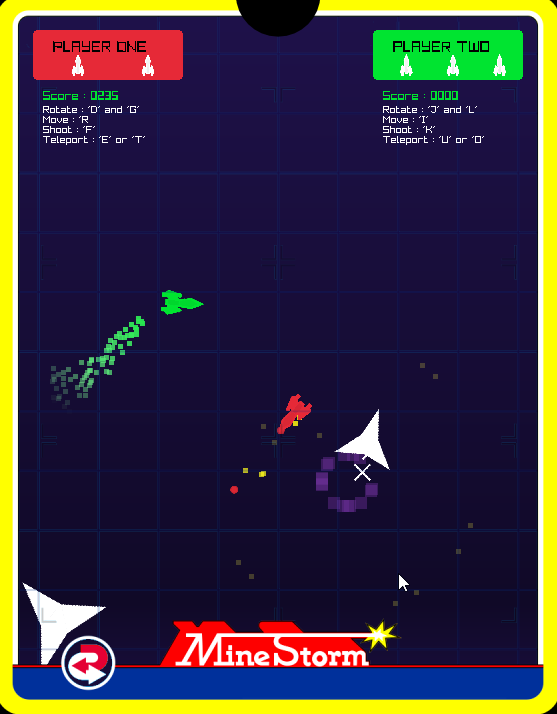 PLAYER ONE
PLAYER TWO
Score : 0235
Rotate : 'D' and 'G'
Move : 'R
Shoot : 'F'
Teleport : 'E' or 'T'
Score : 0000
Rotate : 'J' and 'L'
Move : 'I'
Shoot : 'K'
Teleport : 'U' or 'O'
MineStorm